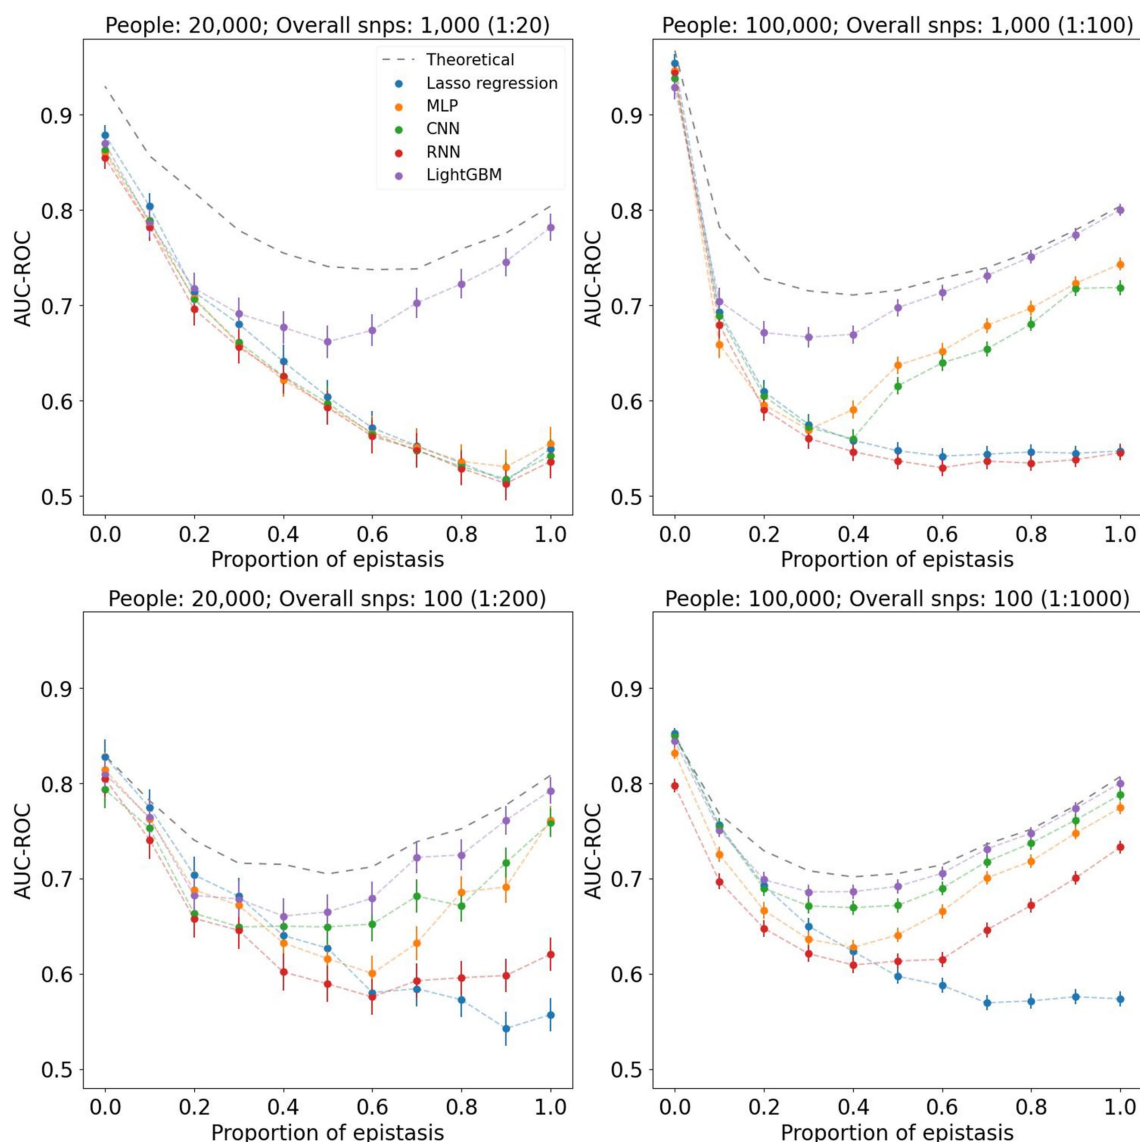 People: 20,000; Overall snps: 1,000 (1:20)
Theoretical
Lasso regression
MLP
CNN
RNN
LightGBM
AUC-ROC
0.9
0.8
0.7
0.6
0.5
0.0 0.2 0.4 0.6 0.8 1.0
Proportion of epistasis
People: 100,000; Overall snps: 1,000 (1:100)
AUC-ROC
0.9
0.8
0.7
0.6
0.5
0.0 0.2 0.4 0.6 0.8 1.0
Proportion of epistasis
People: 20,000; Overall snps: 100 (1:200)
AUC-ROC
0.9
0.8
0.7
0.6
0.5
0.0 0.2 0.4 0.6 0.8 1.0
Proportion of epistasis
People: 100,000; Overall snps: 100 (1:1000)
AUC-ROC
0.9
0.8
0.7
0.6
0.5
0.0 0.2 0.4 0.6 0.8 1.0
Proportion of epistasis